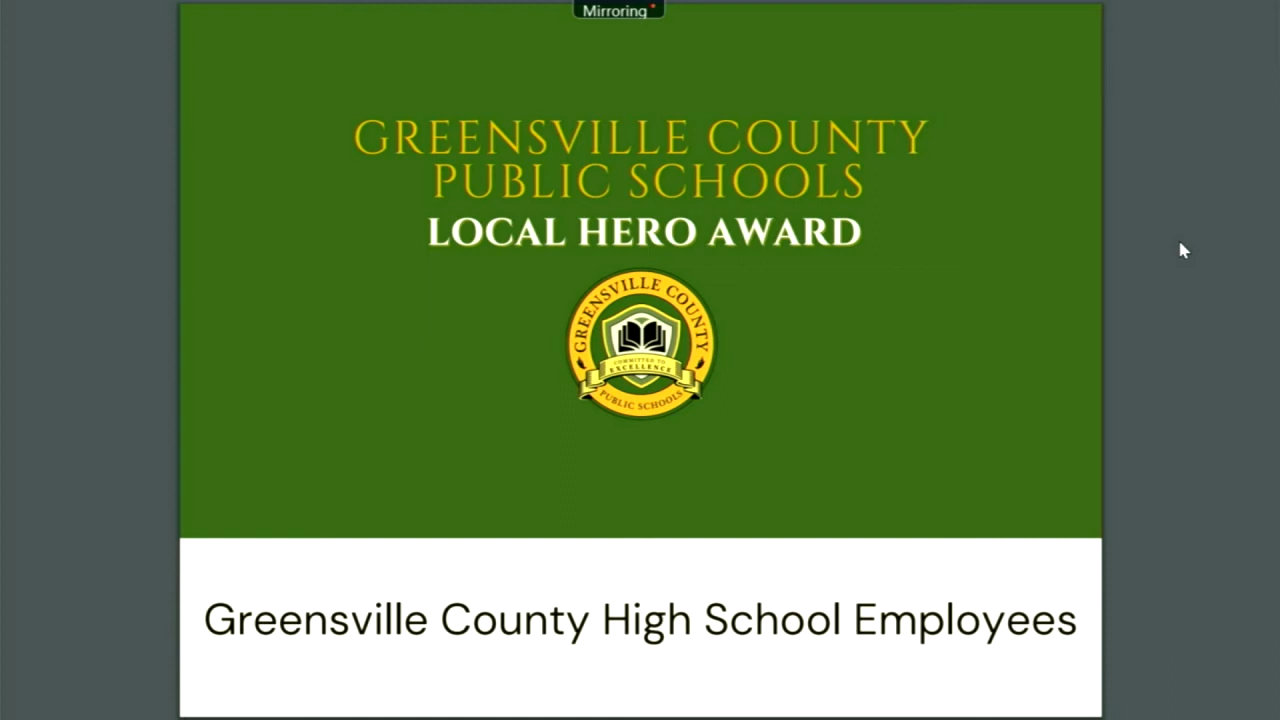 Mirroring
GREENSVILLE COUNTY
PUBLIC SCHOOLS
LOCAL HERO AWARD
GREENSVILLE COUNTY
COMMITTED TO
EXCELLENCE
PUBLIC SCHOOLS
Greensville County High School Employees